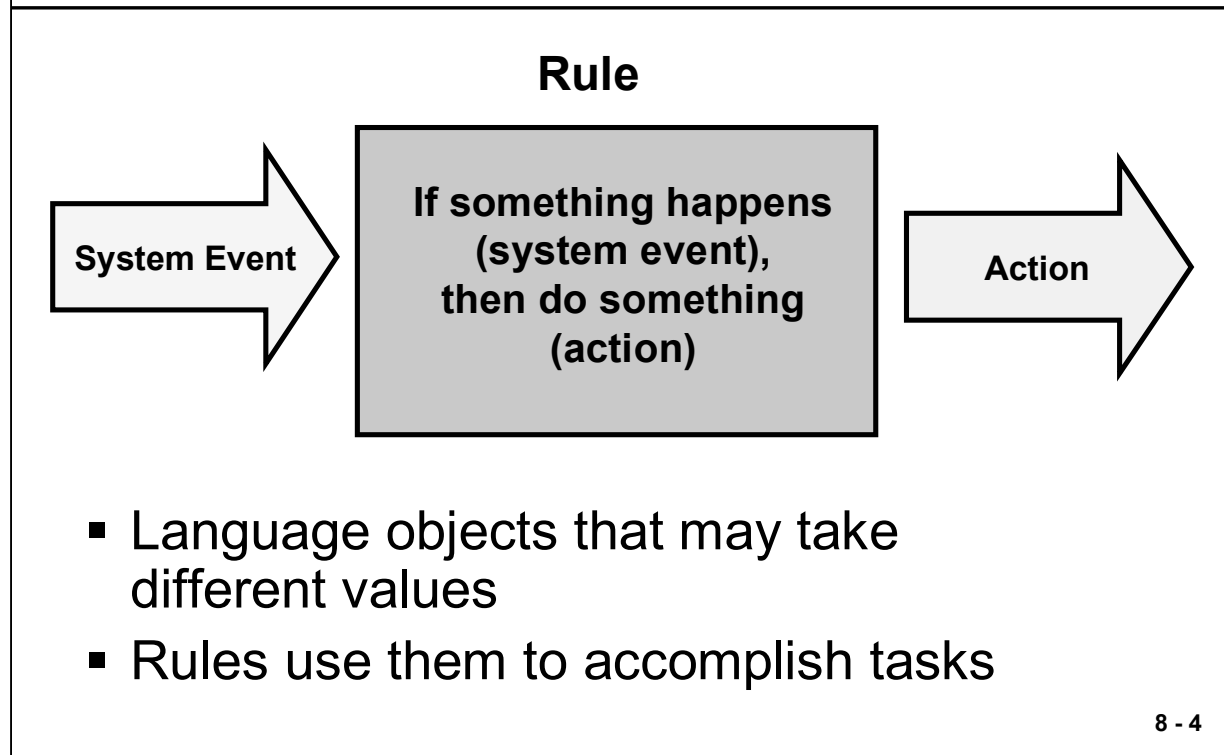 Rule
System Event
If something happens
(system event),
then do something
(action)
Action
▪ Language objects that may take
different values
▪ Rules use them to accomplish tasks
8 - 4